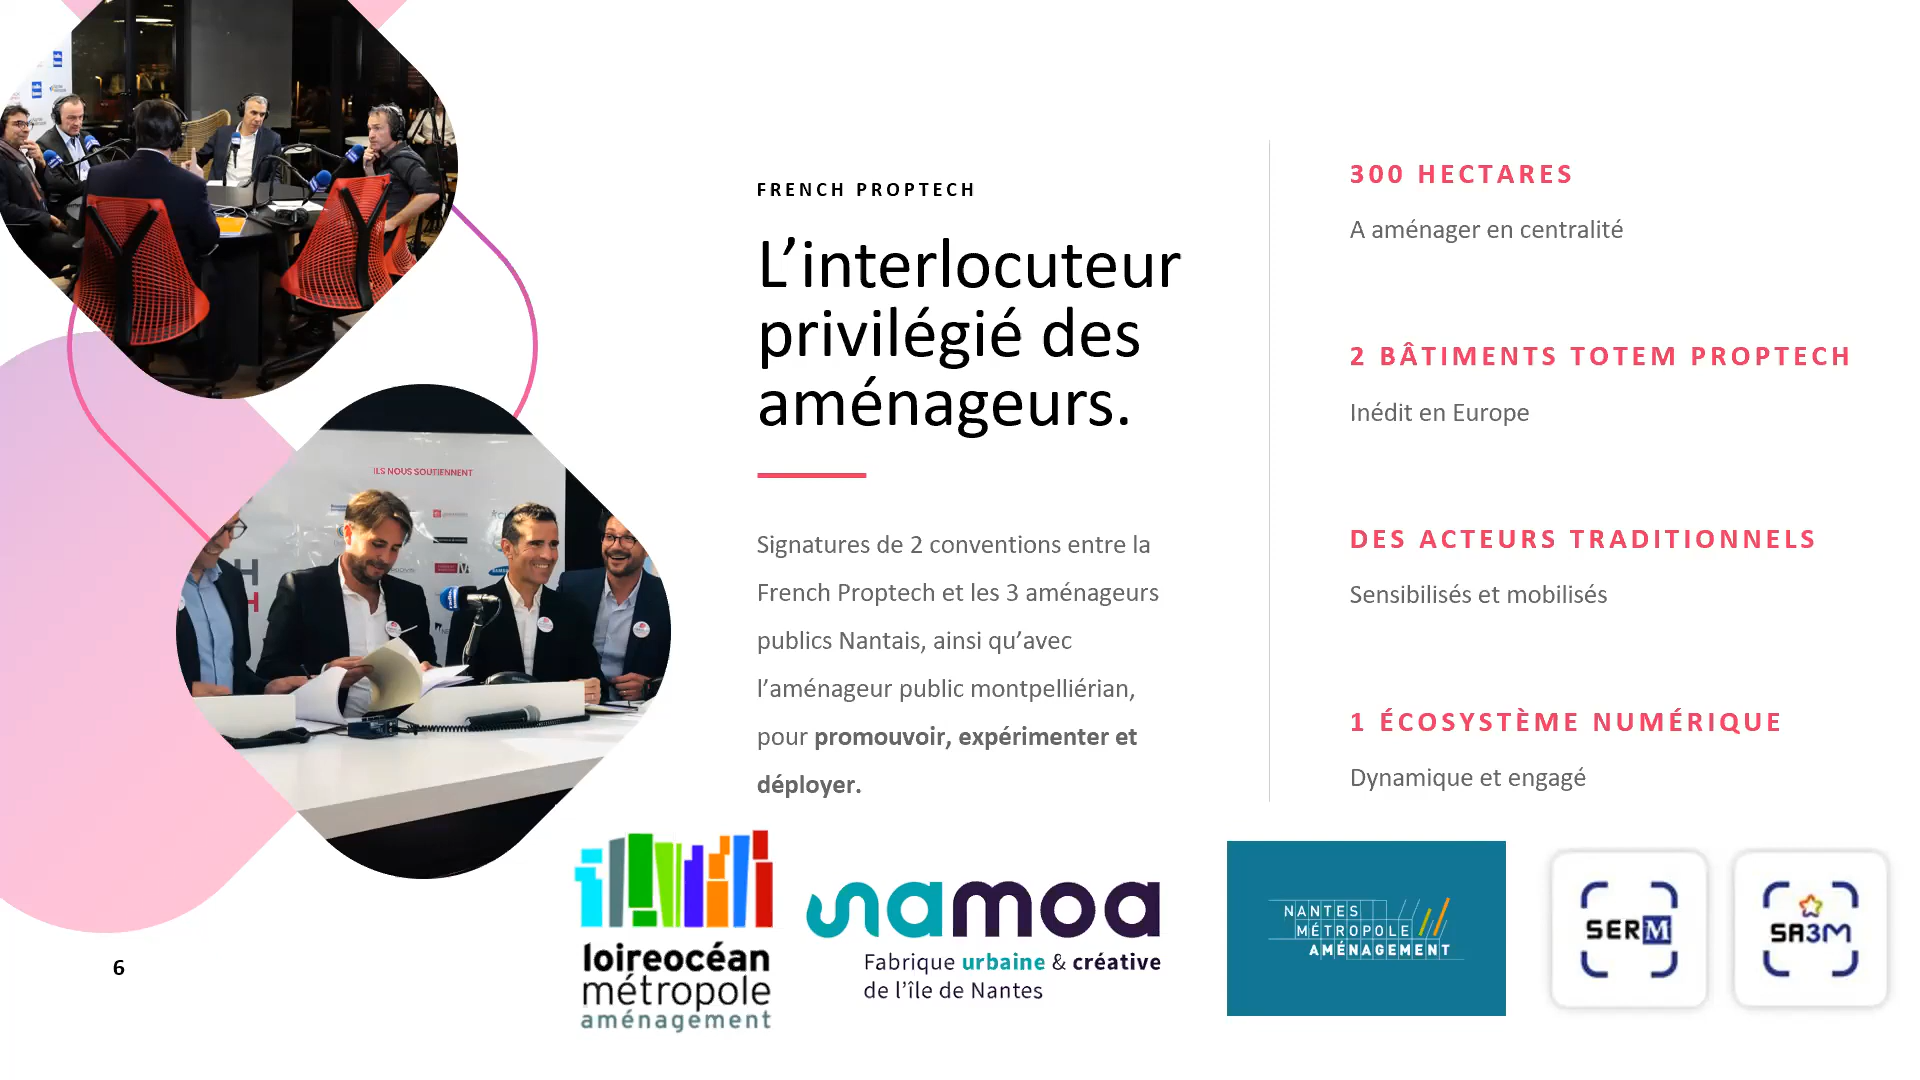 FRENCH PROPTECH
L’interlocuteur
privilégié des
aménageurs.
Signatures de 2 conventions entre la
French Proptech et les 3 aménageurs
publics Nantais, ainsi qu’avec
l’aménageur public montpelliérain,
pour promouvoir, expérimenter et
déployer.
300 HECTARES
A aménager en centralité
2 BÂTIMENTS TOTEM PROPTECH
Inédit en Europe
DES ACTEURS TRADITIONNELS
Sensibilisés et mobilisés
1 ÉCOSYSTÈME NUMÉRIQUE
Dynamique et engagé
ILS NOUS SOUTIENNENT
loireocéan
métropole
aménagement
samoa
Fabrique urbaine & créative
de l’île de Nantes
NANTES
MÉTROPOLE
AMÉNAGEMENT
SERM
SA3M
6